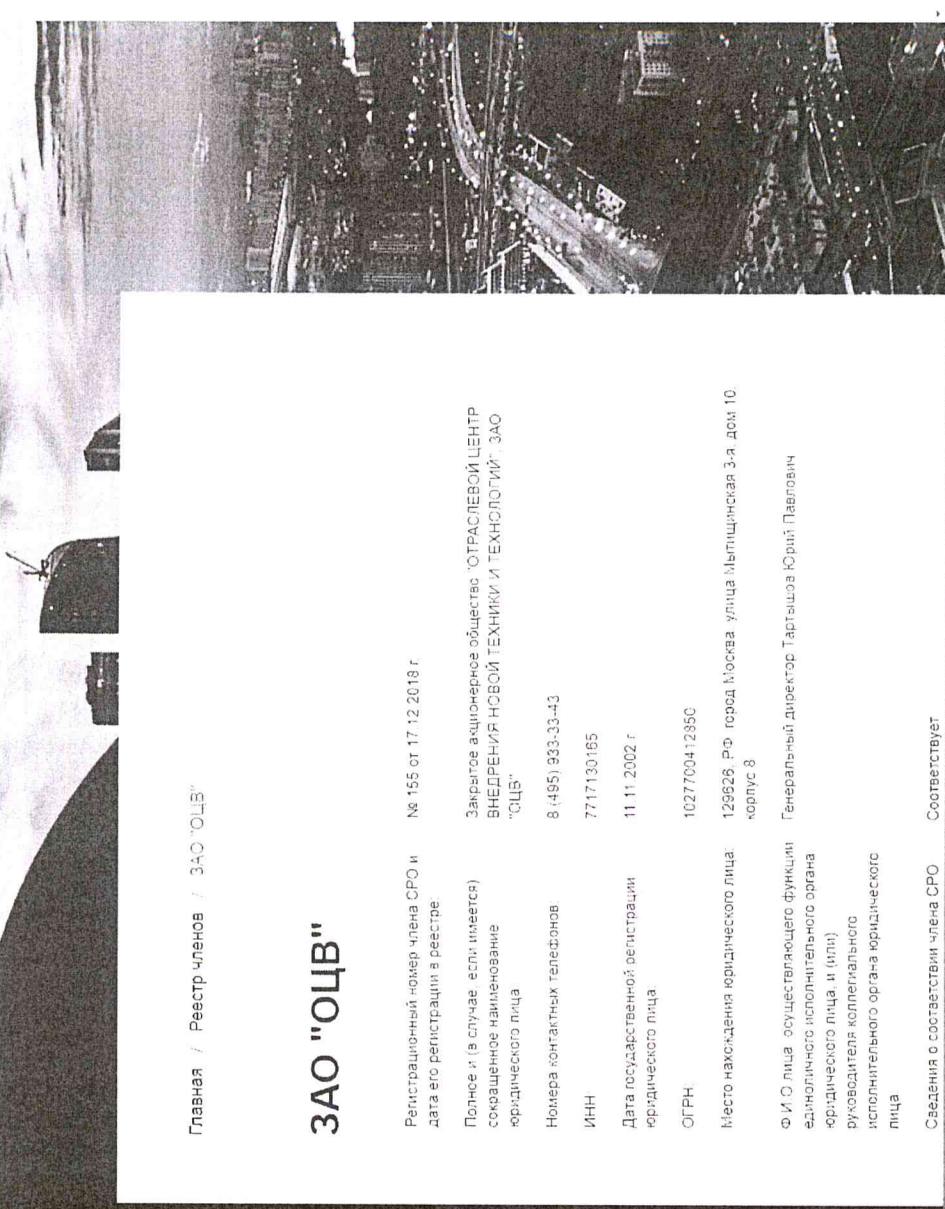 Главная / Реестр членов / ЗАО "ОЦВ"
ЗАО "ОЦВ"
Регистрационный номер члена СРО и
дата его регистрации в реестре
№ 155 от 17.12.2018 г.
Полное и (в случае, если имеется)
сокращенное наименование
юридического лица
Закрытое акционерное общество "ОТРАСЛЕВОЙ ЦЕНТР
ВНЕДРЕНИЯ НОВОЙ ТЕХНИКИ И ТЕХНОЛОГИЙ", ЗАО
"ОЦВ"
Номера контактных телефонов
8 (495) 933-33-43
ИНН
7717130165
Дата государственной регистрации
юридического лица
11.11.2002 г.
ОГРН
1027700412850
Место нахождения юридического лица:
129626, РФ, город Москва, улица Мытищинская 3-я, дом 10,
корпус 8
Ф.И.О лица, осуществляющего функции
единоличного исполнительного органа
юридического лица, и (или)
руководителя коллегиального
исполнительного органа юридического
лица
Генеральный директор Тартышов Юрий Павлович
Сведения о соответствии члена СРО
Соответствует